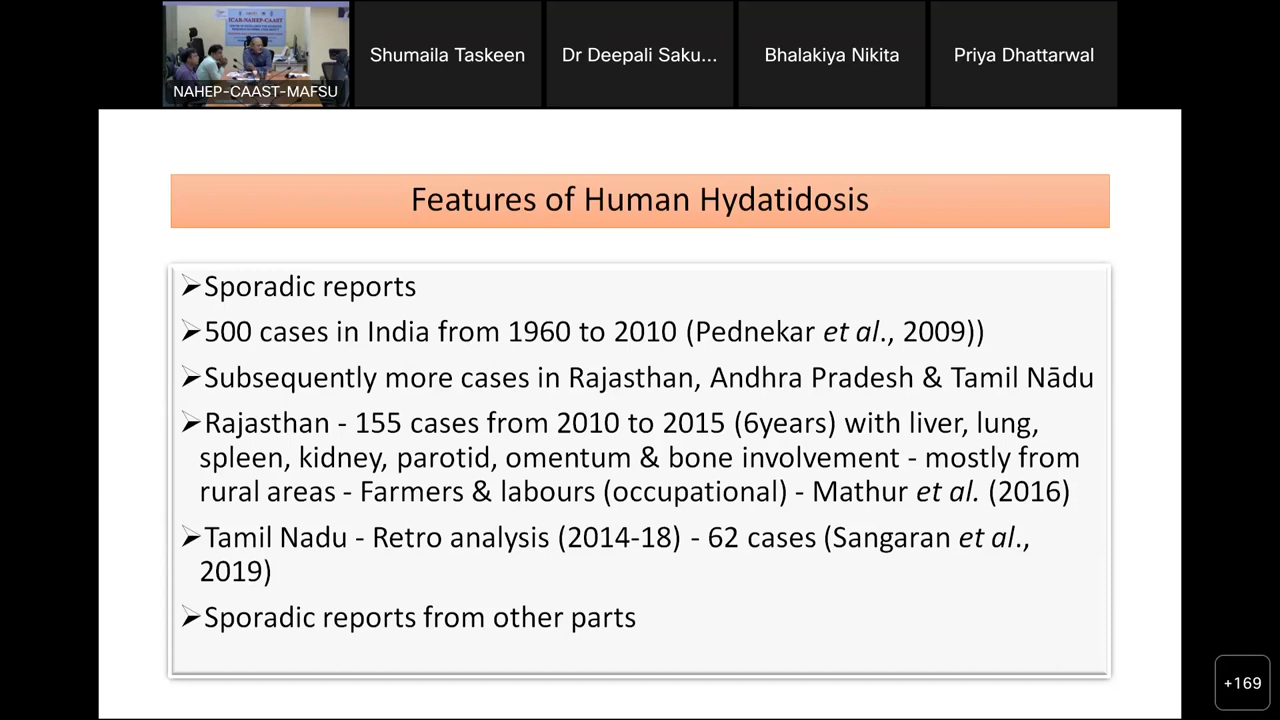 ICAR-NAHEP-CAAST
NAHEP-CAAST-MAFSU
Shumaila Taskeen
Dr Deepali Saku...
Bhalakiya Nikita
Priya Dhattarwal
Features of Human Hydatidosis
➢Sporadic reports
➢500 cases in India from 1960 to 2010 (Pednekar et al., 2009))
➢Subsequently more cases in Rajasthan, Andhra Pradesh & Tamil Nādu
➢Rajasthan - 155 cases from 2010 to 2015 (6years) with liver, lung,
spleen, kidney, parotid, omentum & bone involvement - mostly from
rural areas - Farmers & labours (occupational) - Mathur et al. (2016)
➢Tamil Nadu - Retro analysis (2014-18) - 62 cases (Sangaran et al.,
2019)
➢Sporadic reports from other parts
+169